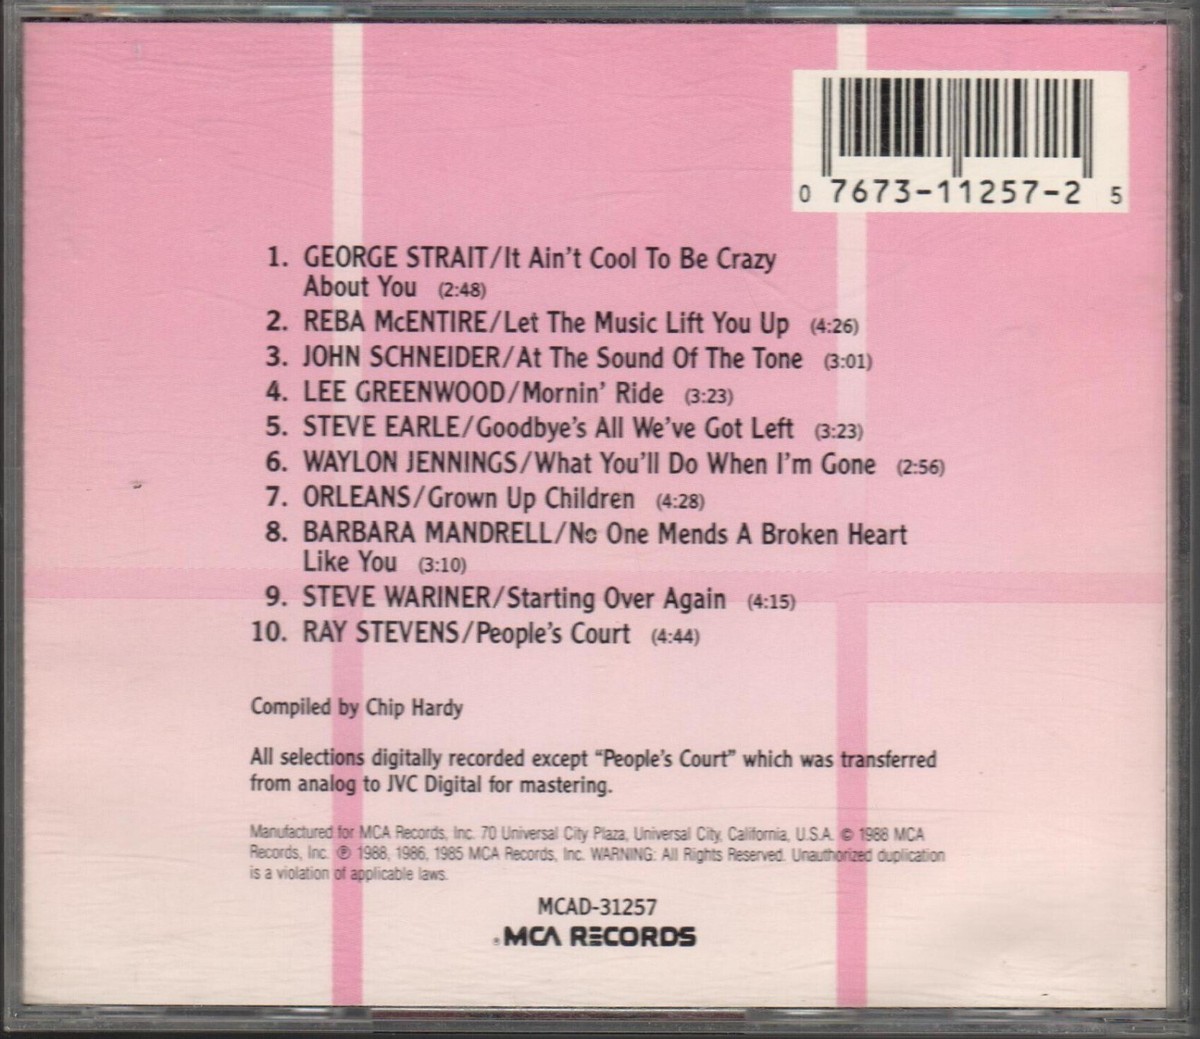 0 7673-11257-2 5
1. GEORGE STRAIT/It Ain't Cool To Be Crazy
About You (2:48)
2. REBA McENTIRE/Let The Music Lift You Up (4:26)
3. JOHN SCHNEIDER/At The Sound Of The Tone (3:01)
4. LEE GREENWOOD/Mornin' Ride (3:23)
5. STEVE EARLE/Goodbye's All We've Got Left (3:23)
6. WAYLON JENNINGS/What You'll Do When I'm Gone (2:56)
7. ORLEANS/Grown Up Children (4:28)
8. BARBARA MANDRELL/No One Mends A Broken Heart
Like You (3:10)
9. STEVE WARINER/Starting Over Again (4:15)
10. RAY STEVENS/People's Court (4:44)
Compiled by Chip Hardy
All selections digitally recorded except "People's Court" which was transferred
from analog to JVC Digital for mastering.
Manufactured for MCA Records, Inc. 70 Universal City Plaza, Universal City, California, U.S.A. © 1988 MCA
Records, Inc. ℗ 1988, 1986, 1985 MCA Records, Inc. WARNING: All Rights Reserved. Unauthorized duplication
is a violation of applicable laws.
MCAD-31257
®MCA RECORDS